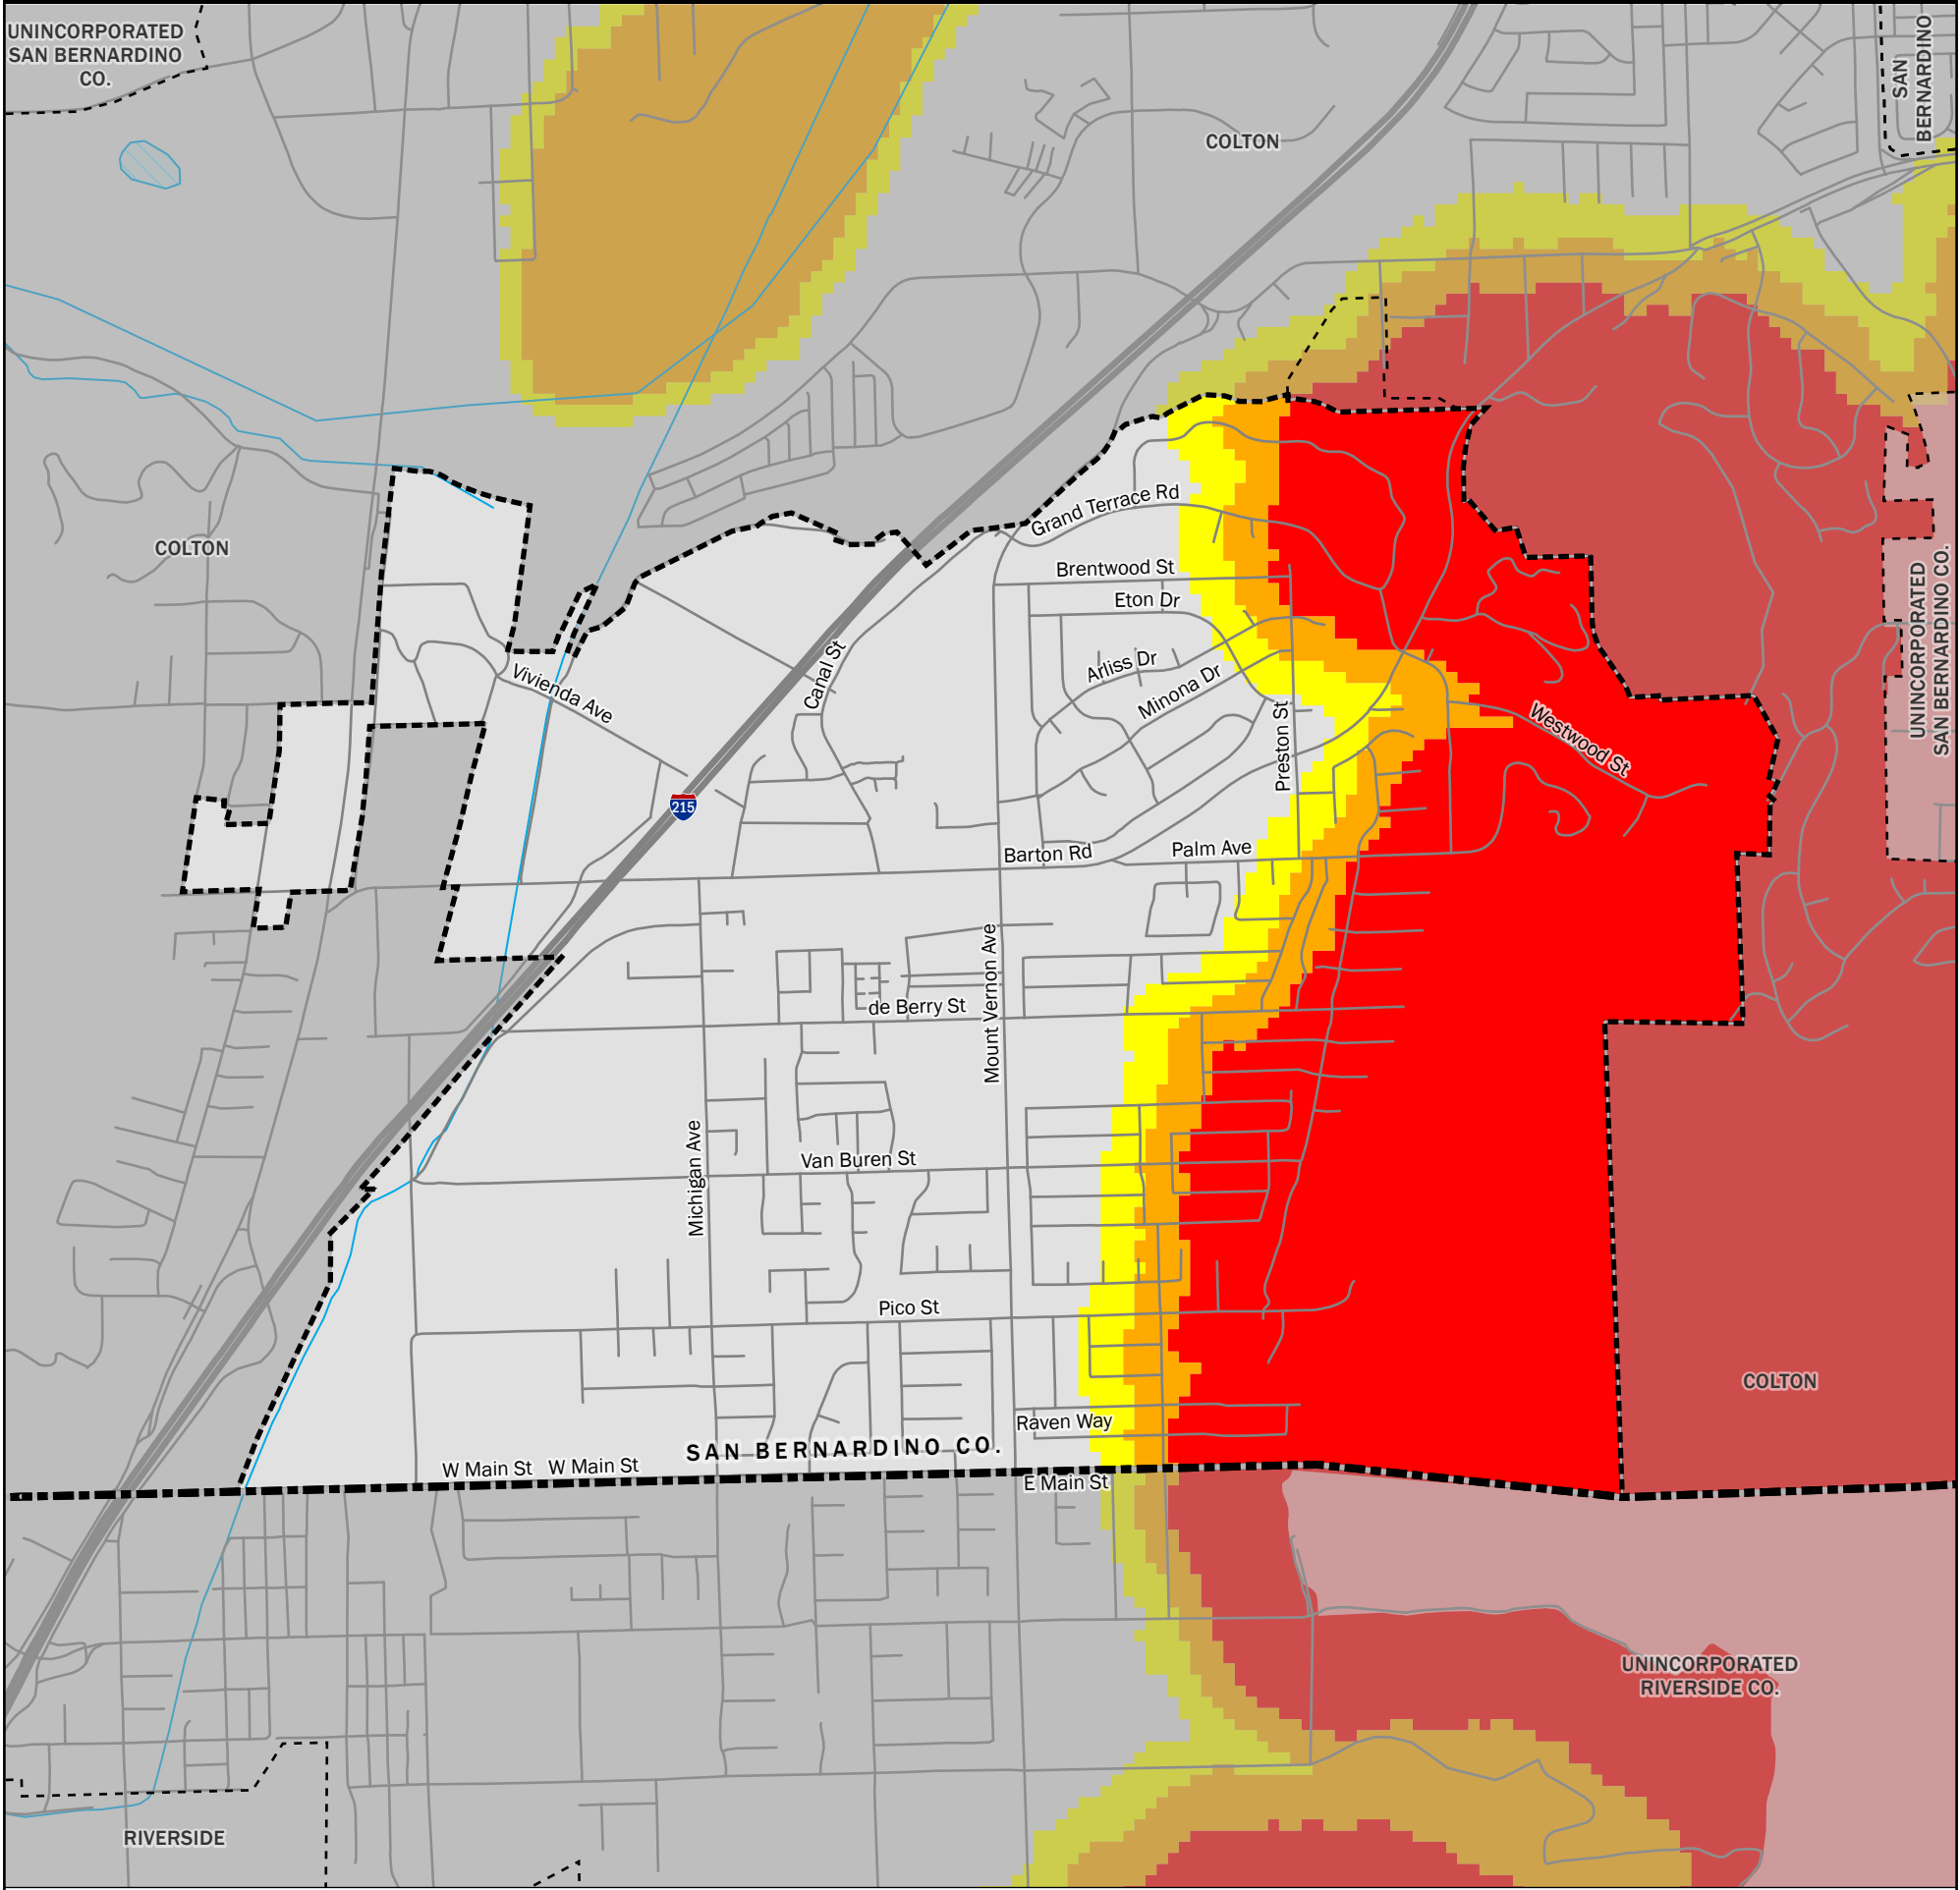 UNINCORPORATED
SAN BERNARDINO
CO.
SAN
BERNARDINO
COLTON
COLTON
Grand Terrace Rd
Brentwood St
Eton Dr
Arliss Dr
Minona Dr
Vivienda Ave
Canal St
Preston St
Westwood St
UNINCORPORATED
SAN BERNARDINO CO.
215
Barton Rd
Palm Ave
Mount Vernon Ave
de Berry St
Michigan Ave
Van Buren St
Pico St
COLTON
Raven Way
SAN BERNARDINO CO.
W Main St
W Main St
E Main St
UNINCORPORATED
RIVERSIDE CO.
RIVERSIDE